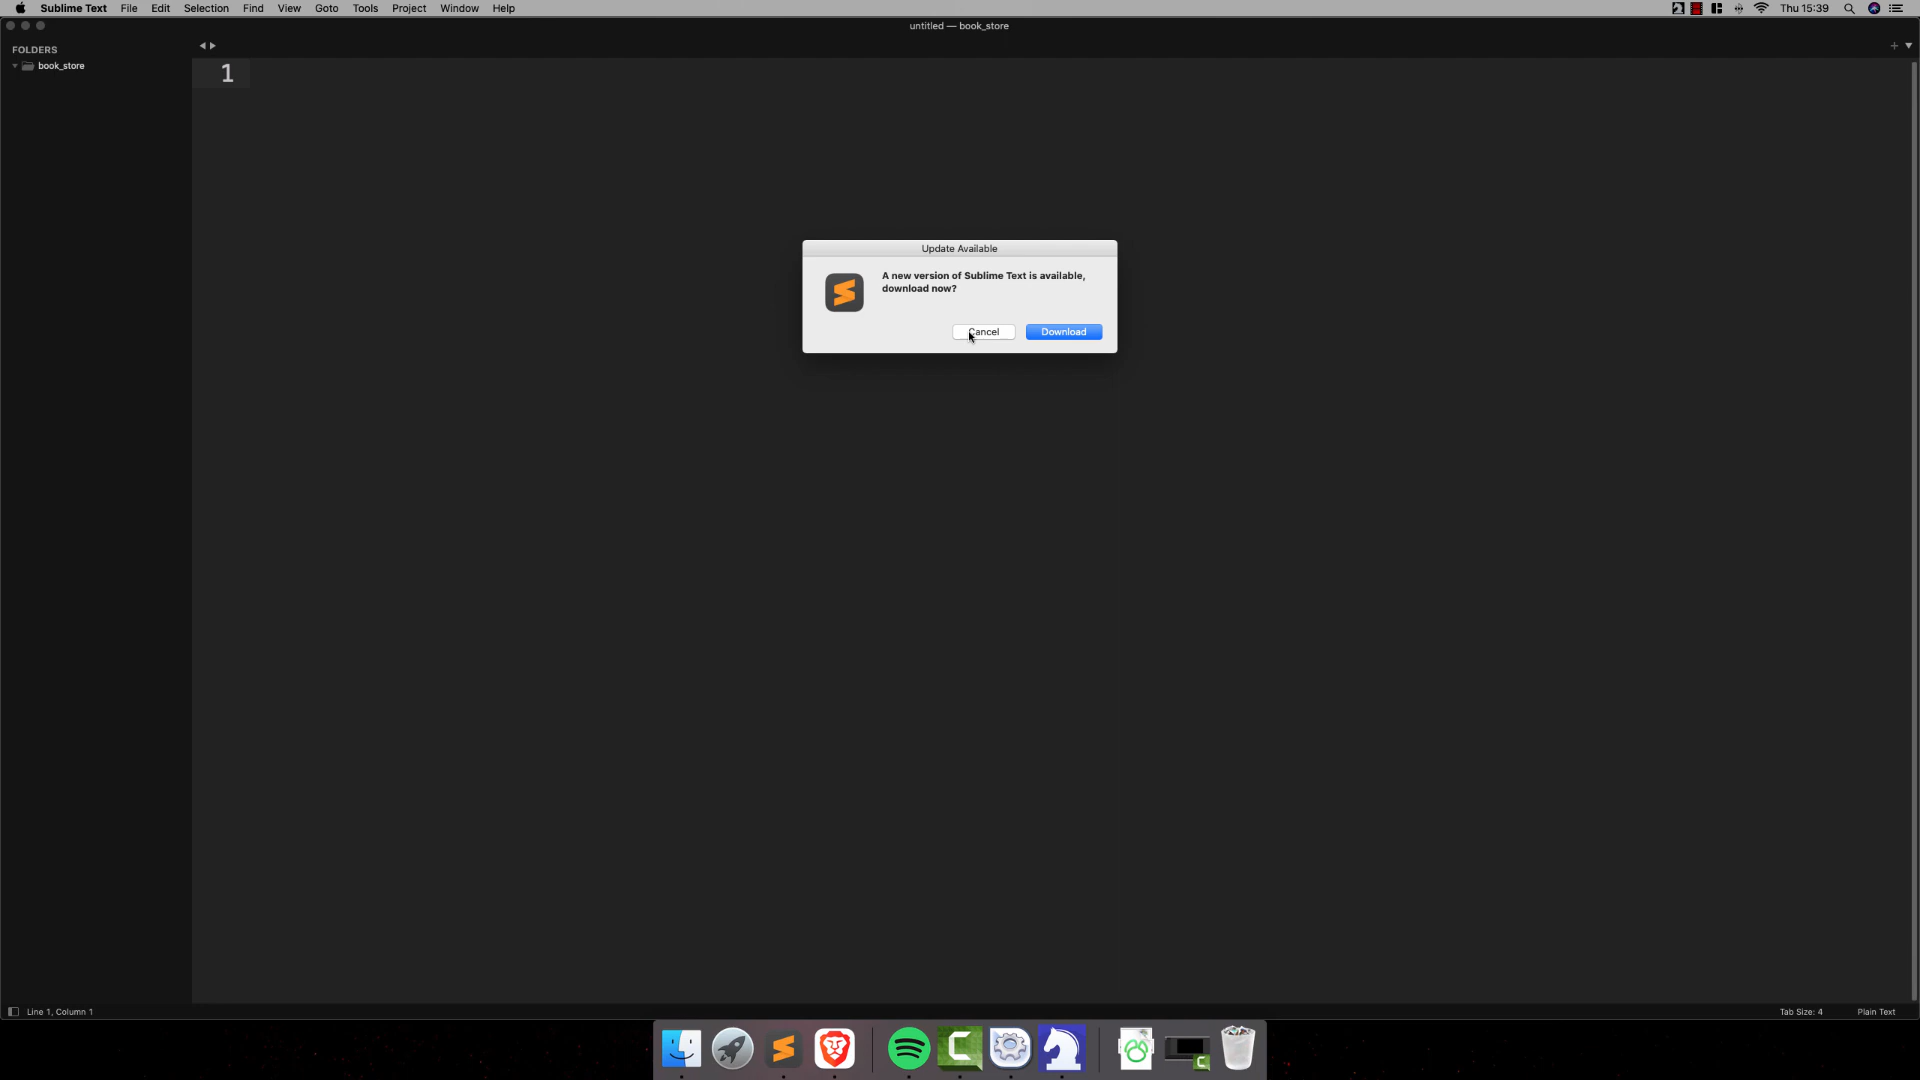 Sublime Text File Edit Selection Find View Goto Tools Project Window Help Thu 15:39
untitled — book_store
FOLDERS
book_store
1
Update Available
A new version of Sublime Text is available,
download now?
Cancel Download
Line 1, Column 1 Tab Size: 4 Plain Text